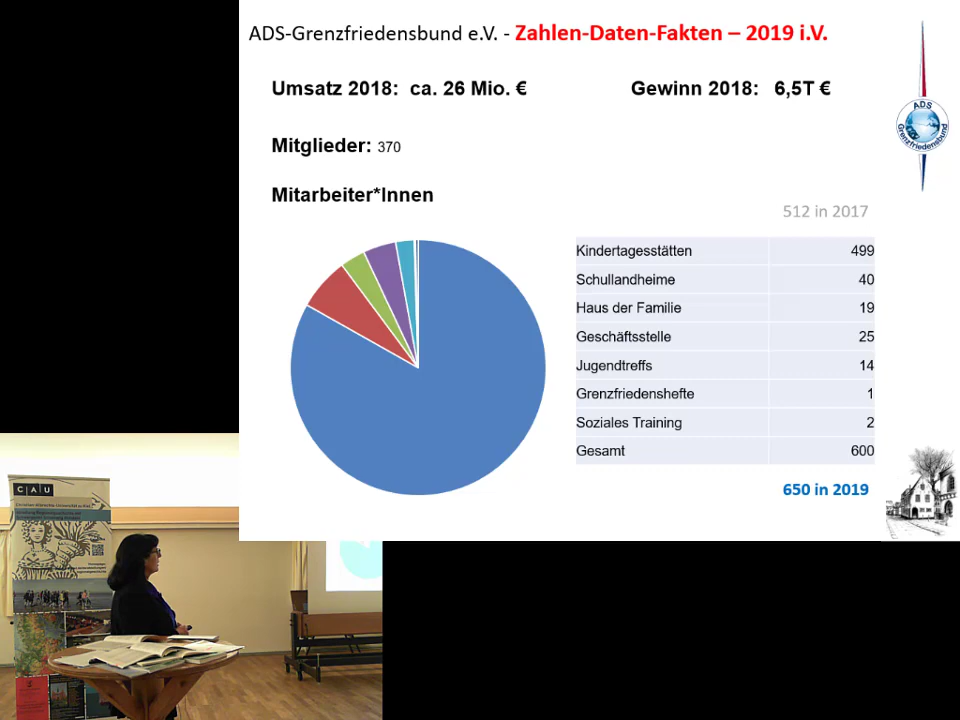 ADS-Grenzfriedensbund e.V. - Zahlen-Daten-Fakten – 2019 i.V.
Umsatz 2018: ca. 26 Mio. € Gewinn 2018: 6,5T €
ADS
Grenzfriedensbund
Mitglieder: 370
Mitarbeiter*Innen
512 in 2017
Kindertagesstätten 499
Schullandheime 40
Haus der Familie 19
Geschäftsstelle 25
Jugendtreffs 14
Grenzfriedenshefte 1
Soziales Training 2
Gesamt 600
650 in 2019
CAU